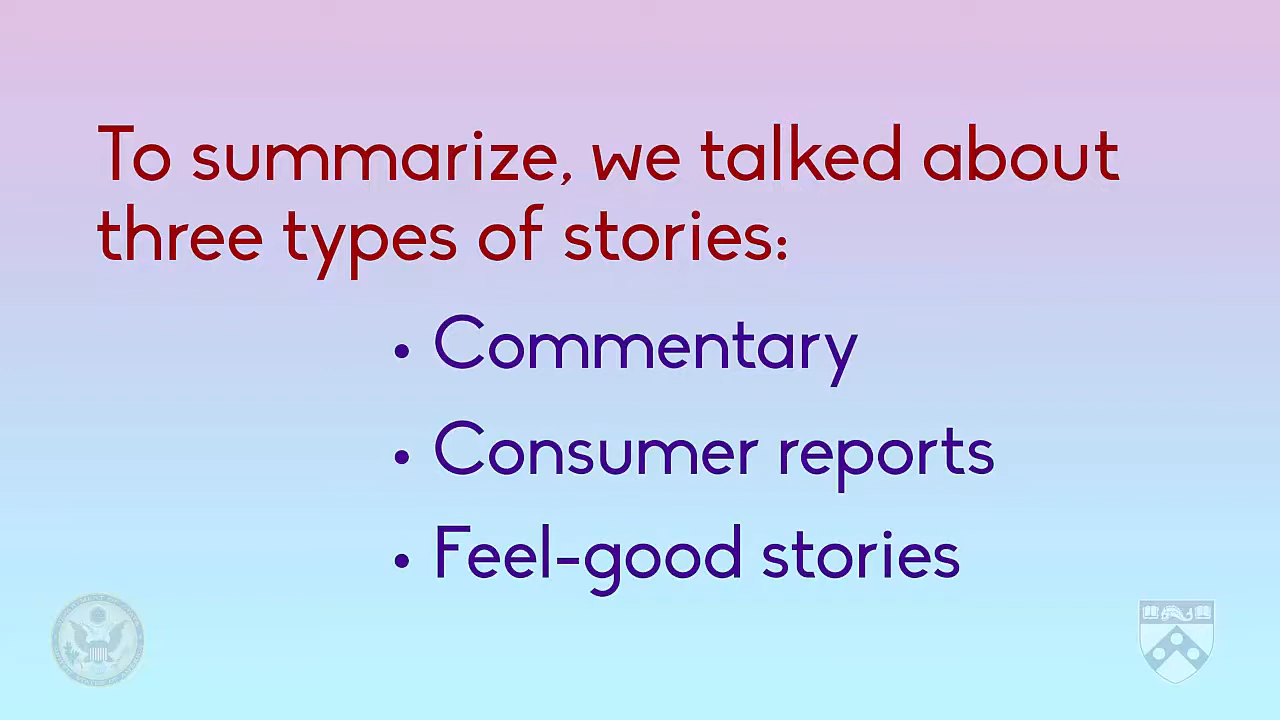 To summarize, we talked about
three types of stories:
• Commentary
• Consumer reports
• Feel-good stories